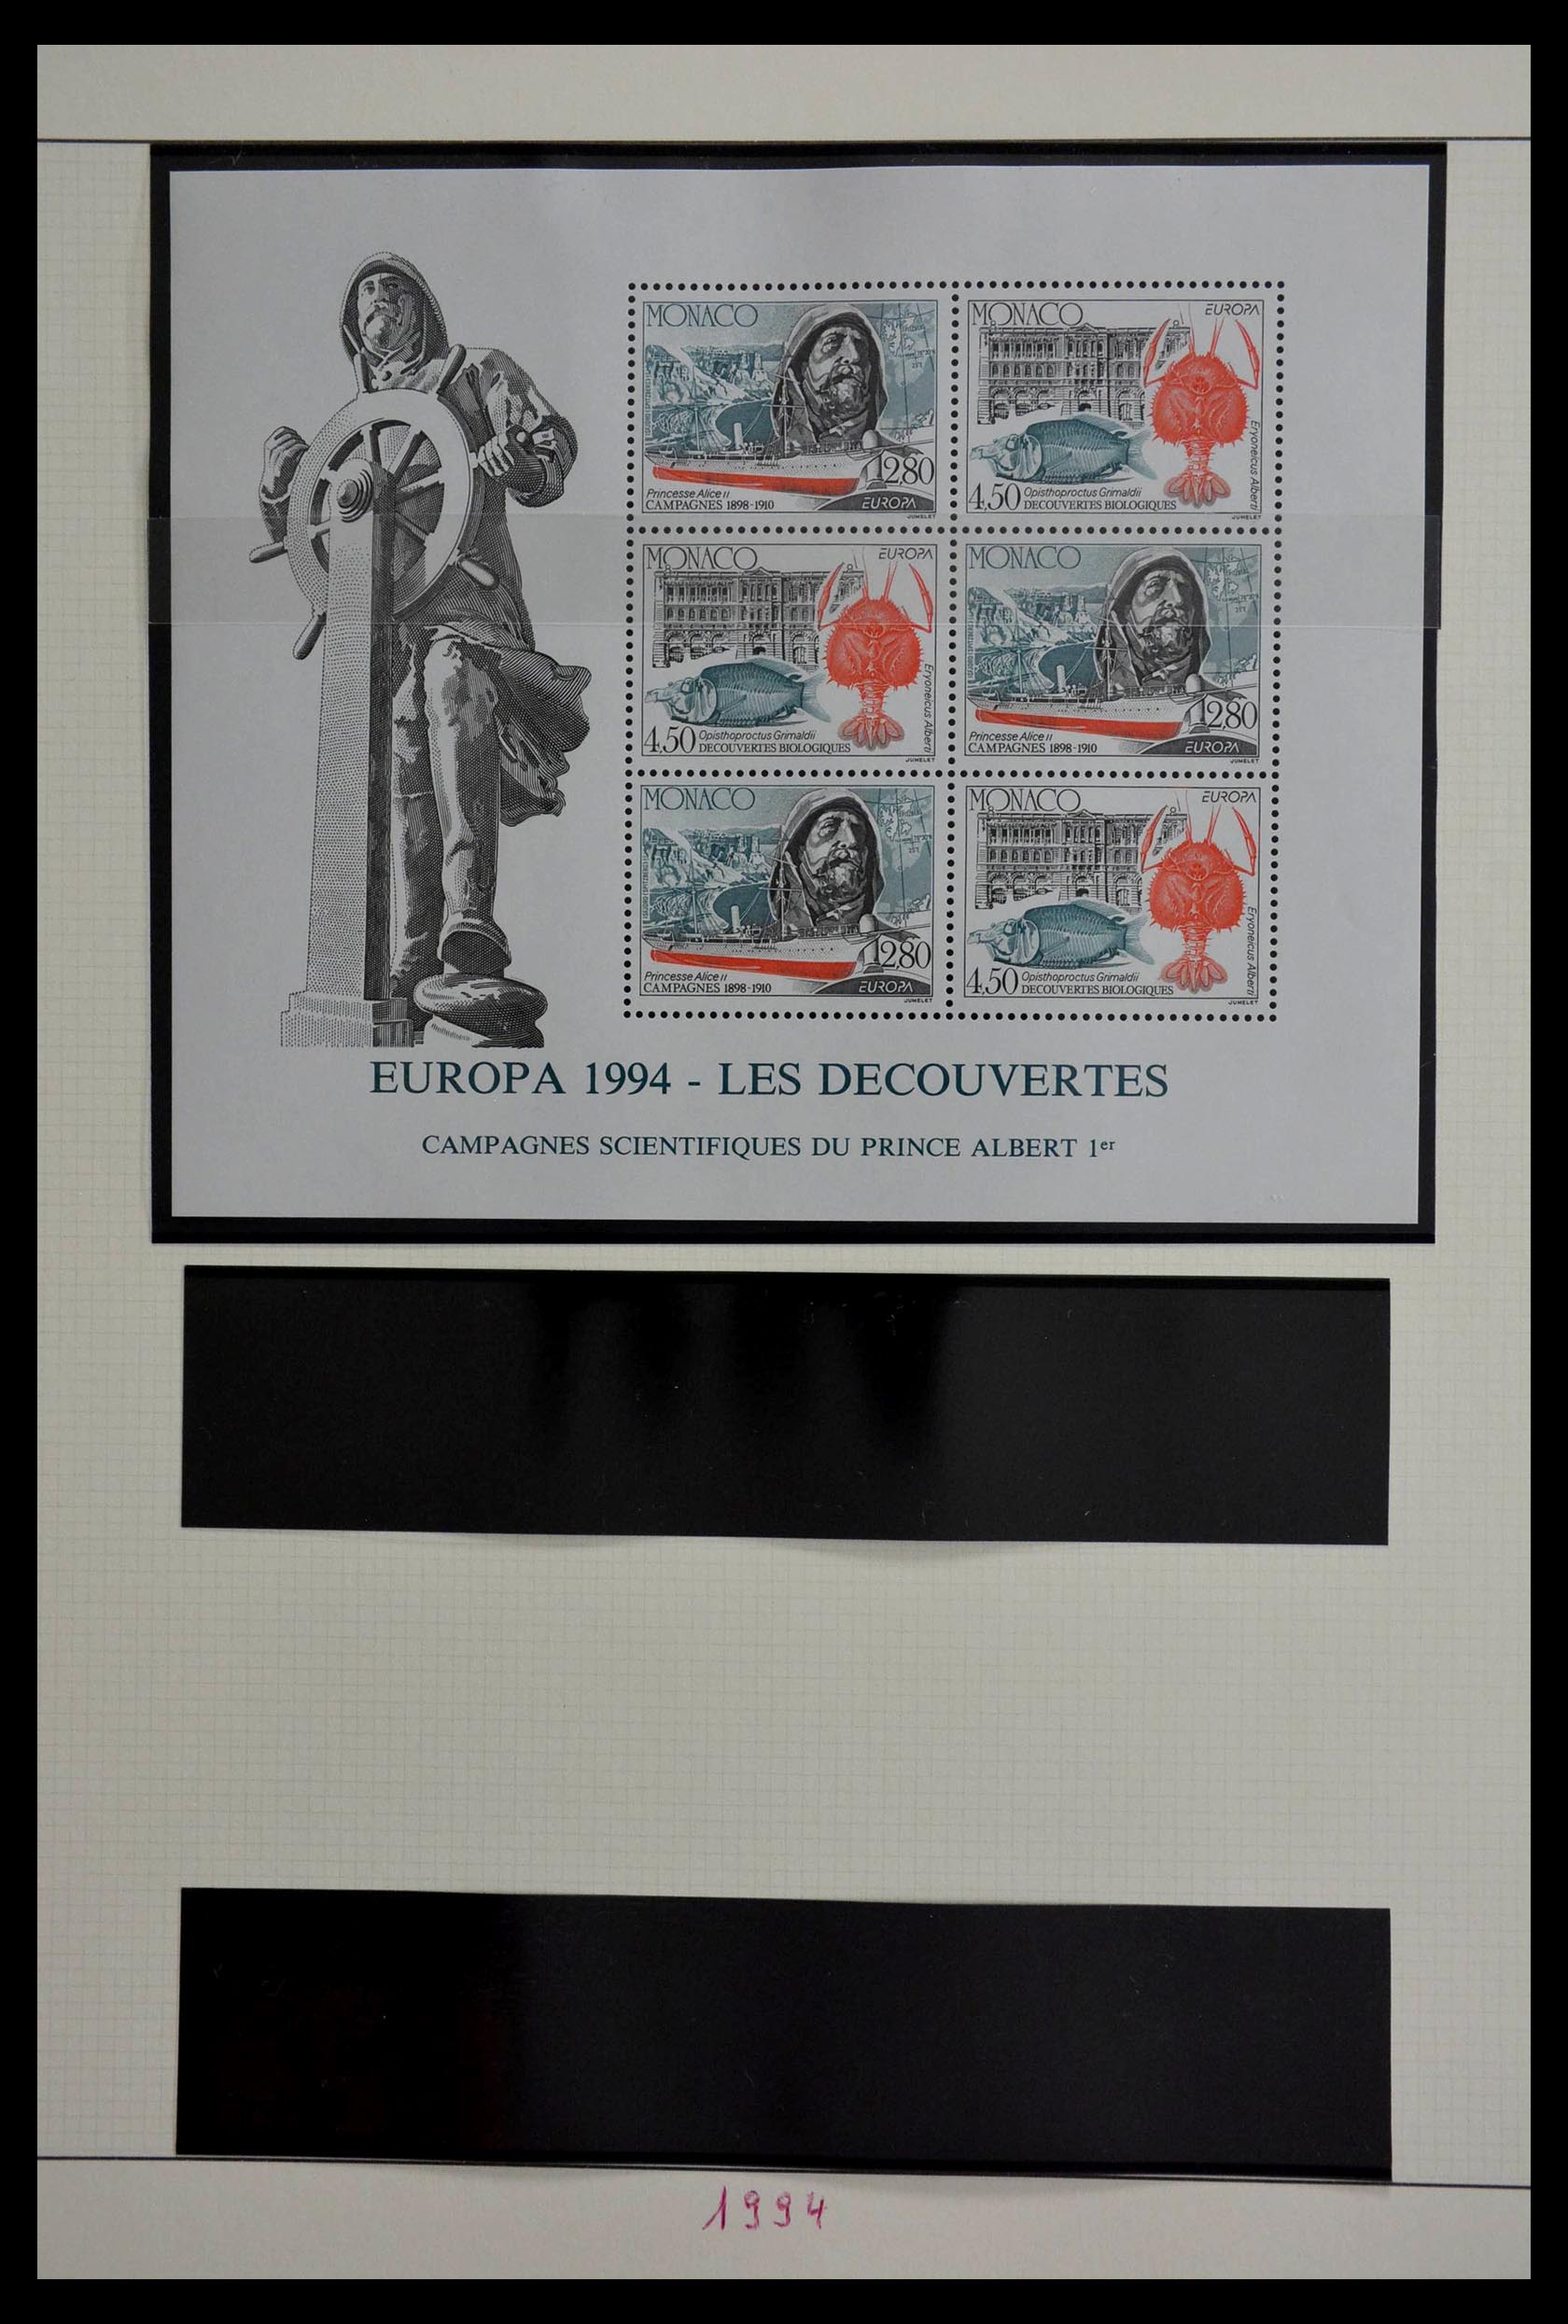 MONACO
12,80
Princesse Alice II
CAMPAGNES 1898-1910
EUROPA
JUMELET
MONACO
EUROPA
Eryoneicus Alberti
4,50
Opisthoproctus Grimaldii
DECOUVERTES BIOLOGIQUES
JUMELET
MONACO
EUROPA
Eryoneicus Alberti
4,50
Opisthoproctus Grimaldii
DECOUVERTES BIOLOGIQUES
JUMELET
MONACO
12,80
Princesse Alice II
CAMPAGNES 1898-1910
EUROPA
JUMELET
MONACO
12,80
Princesse Alice II
CAMPAGNES 1898-1910
EUROPA
JUMELET
MONACO
EUROPA
Eryoneicus Alberti
4,50
Opisthoproctus Grimaldii
DECOUVERTES BIOLOGIQUES
JUMELET
EUROPA 1994 - LES DECOUVERTES
CAMPAGNES SCIENTIFIQUES DU PRINCE ALBERT 1er
1994